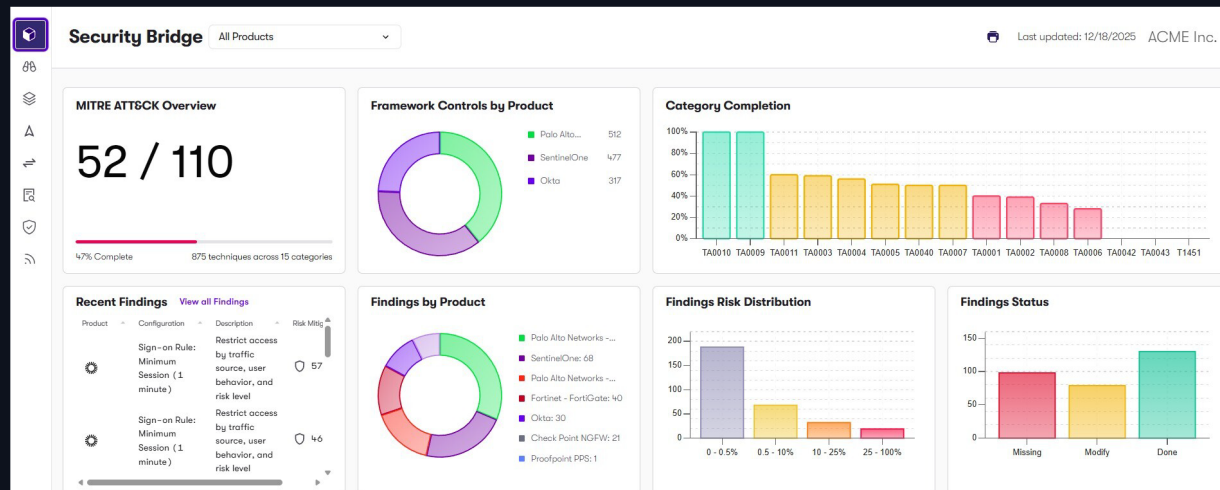 Security Bridge
All Products
Last updated: 12/18/2025
ACME Inc.
MITRE ATT&CK Overview
52 / 110
47% Complete
875 techniques across 15 categories
Framework Controls by Product
Palo Alto... 512
SentinelOne 477
Okta 317
Category Completion
100%
80%
60%
40%
20%
0%
TA0010 TA0009 TA0011 TA0003 TA0004 TA0005 TA0040 TA0007 TA0001 TA0002 TA0008 TA0006 TA0042 TA0043 T1451
Recent Findings View all Findings
Product Configuration Description Risk Mitig
Sign-on Rule:
Minimum
Session (1
minute)
Restrict access
by traffic
source, user
behavior, and
risk level
57
Sign-on Rule:
Minimum
Session (1
minute)
Restrict access
by traffic
source, user
behavior, and
risk level
46
Findings by Product
Palo Alto Networks -...
SentinelOne: 68
Palo Alto Networks -...
Fortinet - FortiGate: 40
Okta: 30
Check Point NGFW: 21
Proofpoint PPS: 1
Findings Risk Distribution
200
150
100
50
0
0 - 0.5% 0.5 - 10% 10 - 25% 25 - 100%
Findings Status
150
100
50
0
Missing Modify Done